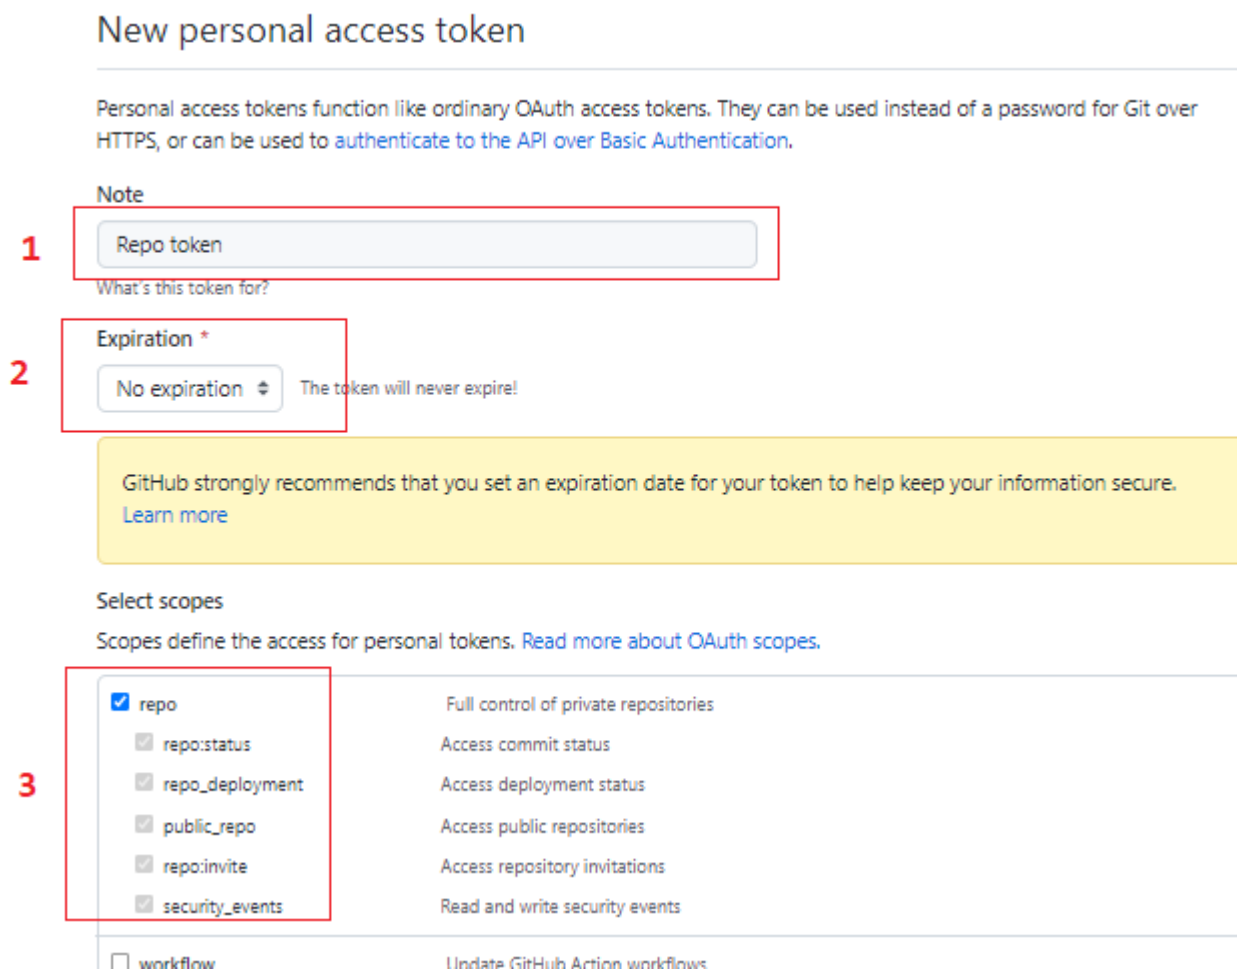 New personal access token
Personal access tokens function like ordinary OAuth access tokens. They can be used instead of a password for Git over
HTTPS, or can be used to authenticate to the API over Basic Authentication.
Note
1
Repo token
What's this token for?
Expiration *
2
No expiration The token will never expire!
GitHub strongly recommends that you set an expiration date for your token to help keep your information secure.
Learn more
Select scopes
Scopes define the access for personal tokens. Read more about OAuth scopes.
repo Full control of private repositories
repo:status Access commit status
3
repo_deployment Access deployment status
public_repo Access public repositories
repo:invite Access repository invitations
security_events Read and write security events
workflow Update GitHub Action workflows